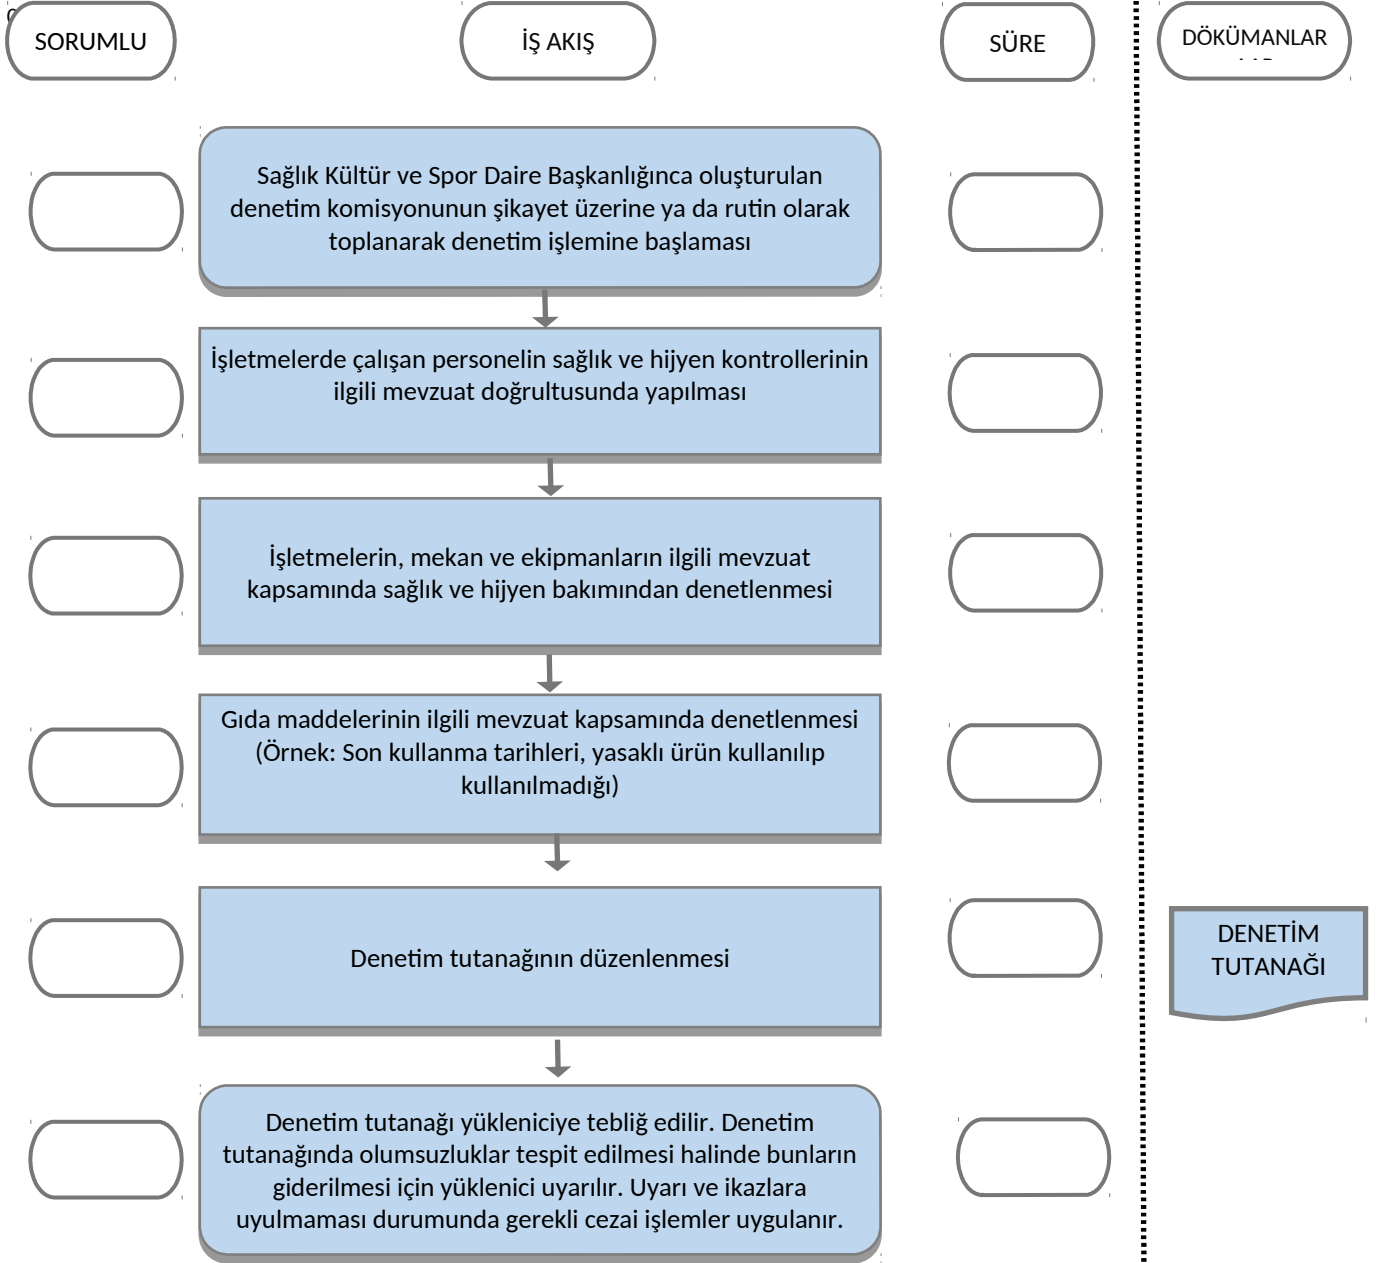 SORUMLU
İŞ AKIŞ
SÜRE
DÖKÜMANLAR
Sağlık Kültür ve Spor Daire Başkanlığınca oluşturulan
denetim komisyonunun şikayet üzerine ya da rutin olarak
toplanarak denetim işlemine başlaması
İşletmelerde çalışan personelin sağlık ve hijyen kontrollerinin
ilgili mevzuat doğrultusunda yapılması
İşletmelerin, mekan ve ekipmanların ilgili mevzuat
kapsamında sağlık ve hijyen bakımından denetlenmesi
Gıda maddelerinin ilgili mevzuat kapsamında denetlenmesi
(Örnek: Son kullanma tarihleri, yasaklı ürün kullanılıp
kullanılmadığı)
Denetim tutanağının düzenlenmesi
DENETİM
TUTANAĞI
Denetim tutanağı yükleniciye tebliğ edilir. Denetim
tutanağında olumsuzluklar tespit edilmesi halinde bunların
giderilmesi için yüklenici uyarılır. Uyarı ve ikazlara
uyulmaması durumunda gerekli cezai işlemler uygulanır.